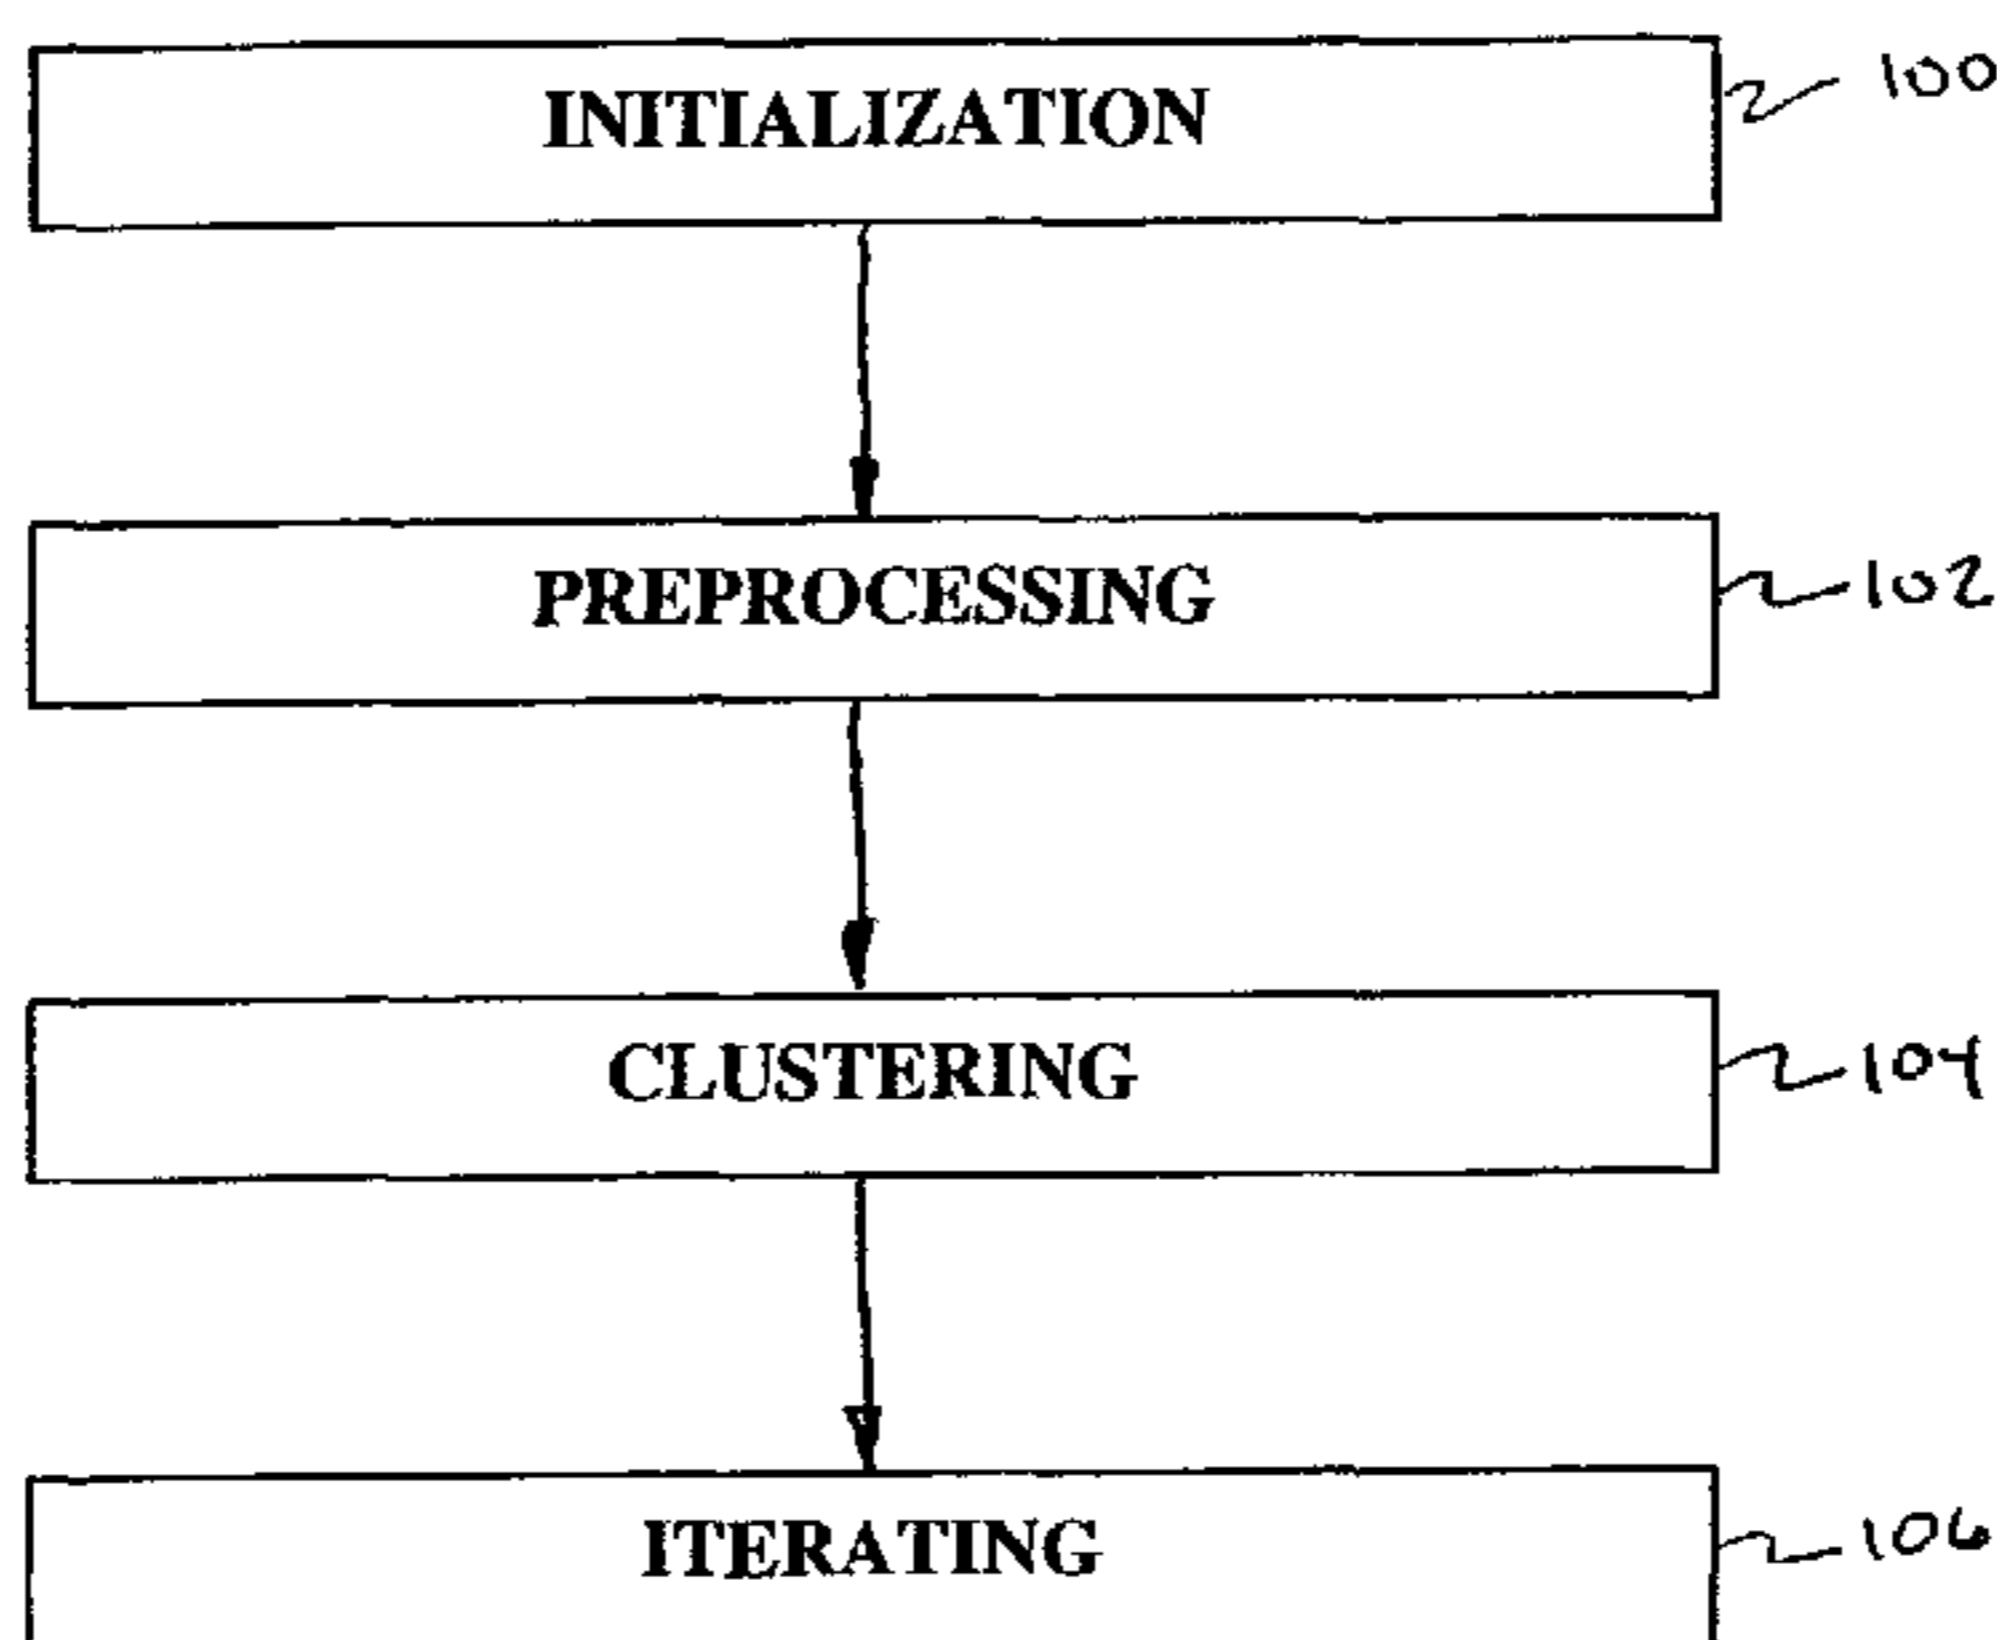 INITIALIZATION 100
PREPROCESSING 102
CLUSTERING 104
ITERATING 106